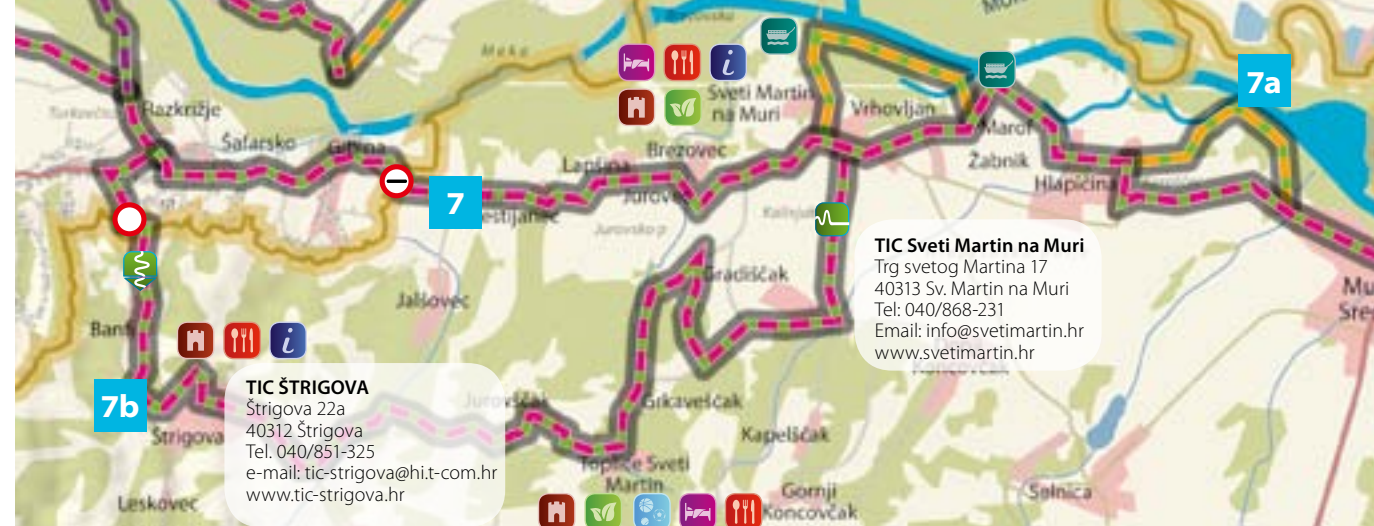 Razkrižje
Šafarsko
Gibina
7
Lapšina
Brezovec
Sveti Martin
na Muri
Vrhovljan
Marof
Žabnik
Hlapičina
7a
Gradiščak
Jalšovec
Banfi
7b
Štrigova
Leskovec
TIC ŠTRIGOVA
Štrigova 22a
40312 Štrigova
Tel. 040/851-325
e-mail: tic-strigova@hi.t-com.hr
www.tic-strigova.hr
TIC Sveti Martin na Muri
Trg svetog Martina 17
40313 Sv. Martin na Muri
Tel: 040/868-231
Email: info@svetimartin.hr
www.svetimartin.hr
Jurovščak
Grkaveščak
Kapelščak
Toplice Sveti
Martin
Gornji
Koncovčak
Selnica